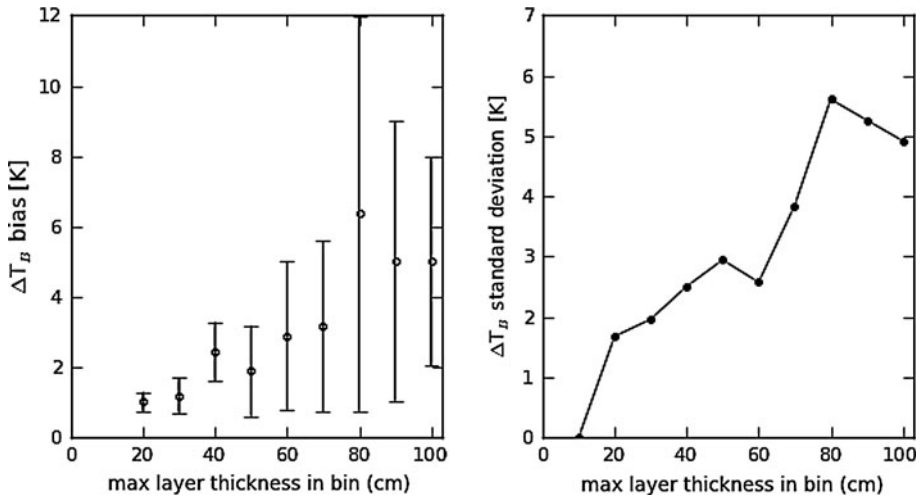 12
10
8
6
4
2
0
ΔT_B bias [K]
0 20 40 60 80 100
max layer thickness in bin (cm)
7
6
5
4
3
2
1
0
ΔT_B standard deviation [K]
0 20 40 60 80 100
max layer thickness in bin (cm)